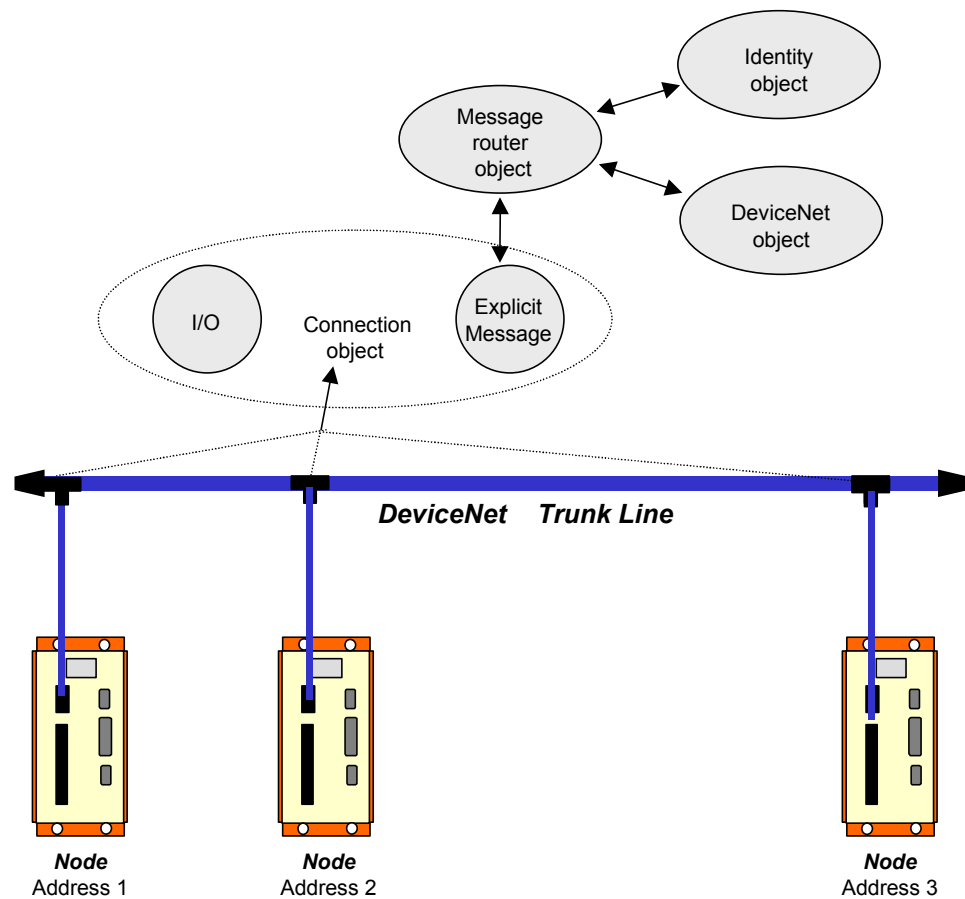 Identity
object
Message
router
object
DeviceNet
object
I/O
Connection
object
Explicit
Message
DeviceNet Trunk Line
Node
Address 1
Node
Address 2
Node
Address 3